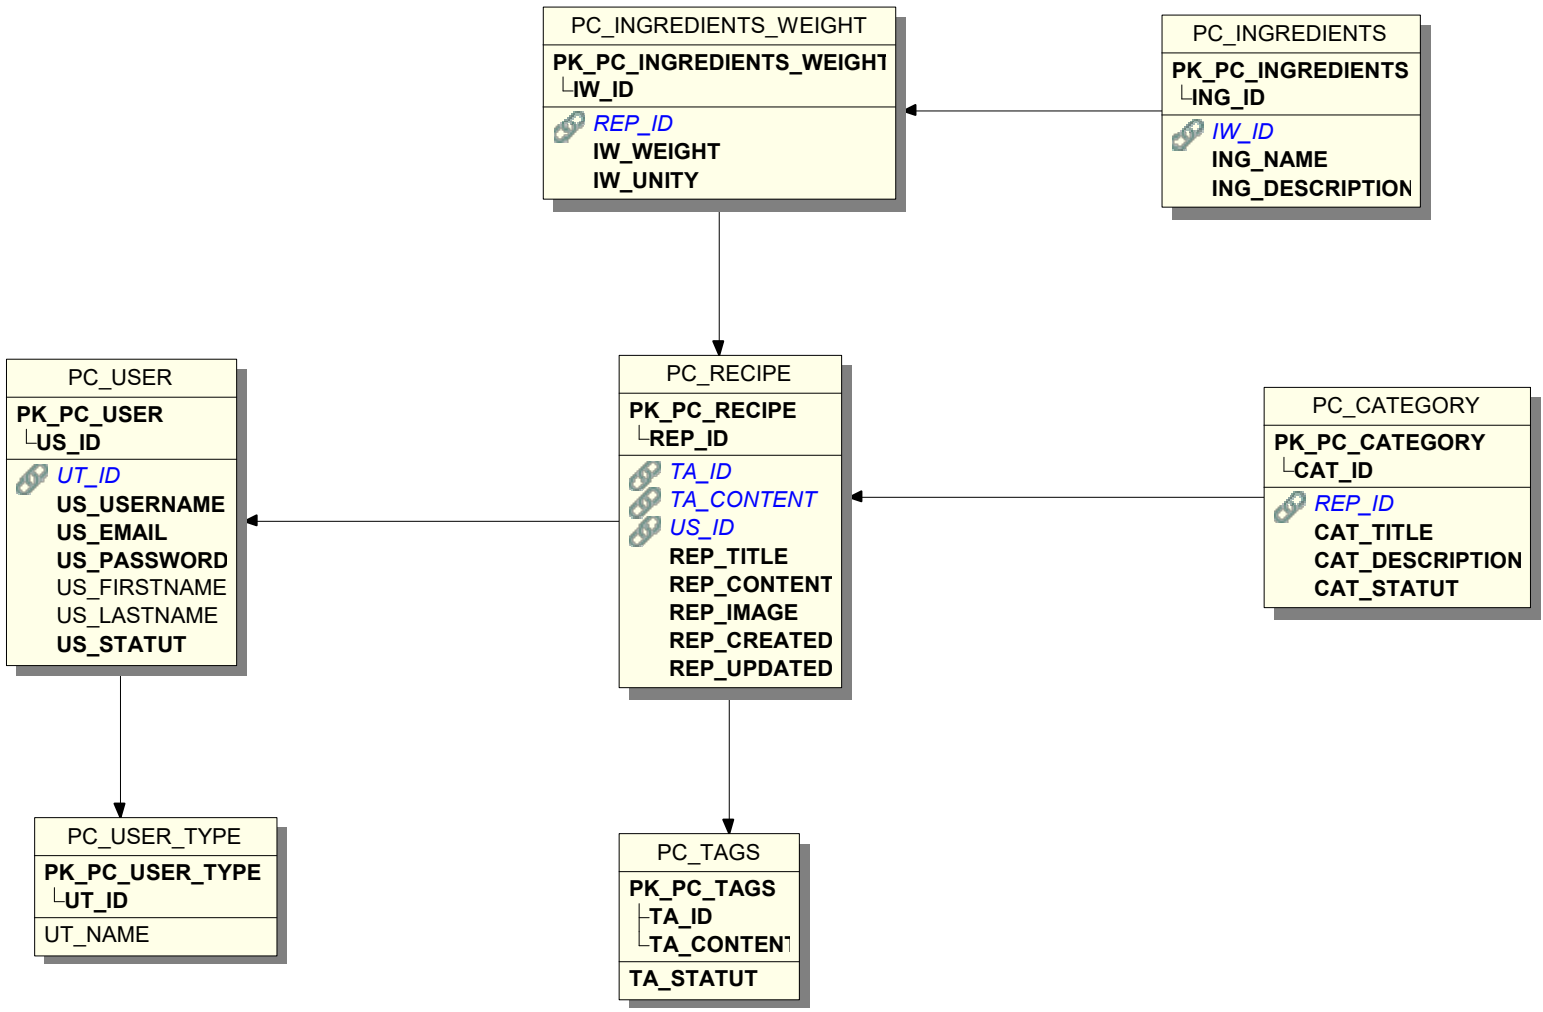 PC_INGREDIENTS_WEIGHT
PK_PC_INGREDIENTS_WEIGHT
IW_ID
REP_ID
IW_WEIGHT
IW_UNITY
PC_INGREDIENTS
PK_PC_INGREDIENTS
ING_ID
IW_ID
ING_NAME
ING_DESCRIPTION
PC_USER
PK_PC_USER
US_ID
UT_ID
US_USERNAME
US_EMAIL
US_PASSWORD
US_FIRSTNAME
US_LASTNAME
US_STATUT
PC_RECIPE
PK_PC_RECIPE
REP_ID
TA_ID
TA_CONTENT
US_ID
REP_TITLE
REP_CONTENT
REP_IMAGE
REP_CREATED
REP_UPDATED
PC_CATEGORY
PK_PC_CATEGORY
CAT_ID
REP_ID
CAT_TITLE
CAT_DESCRIPTION
CAT_STATUT
PC_USER_TYPE
PK_PC_USER_TYPE
UT_ID
UT_NAME
PC_TAGS
PK_PC_TAGS
TA_ID
TA_CONTENT
TA_STATUT